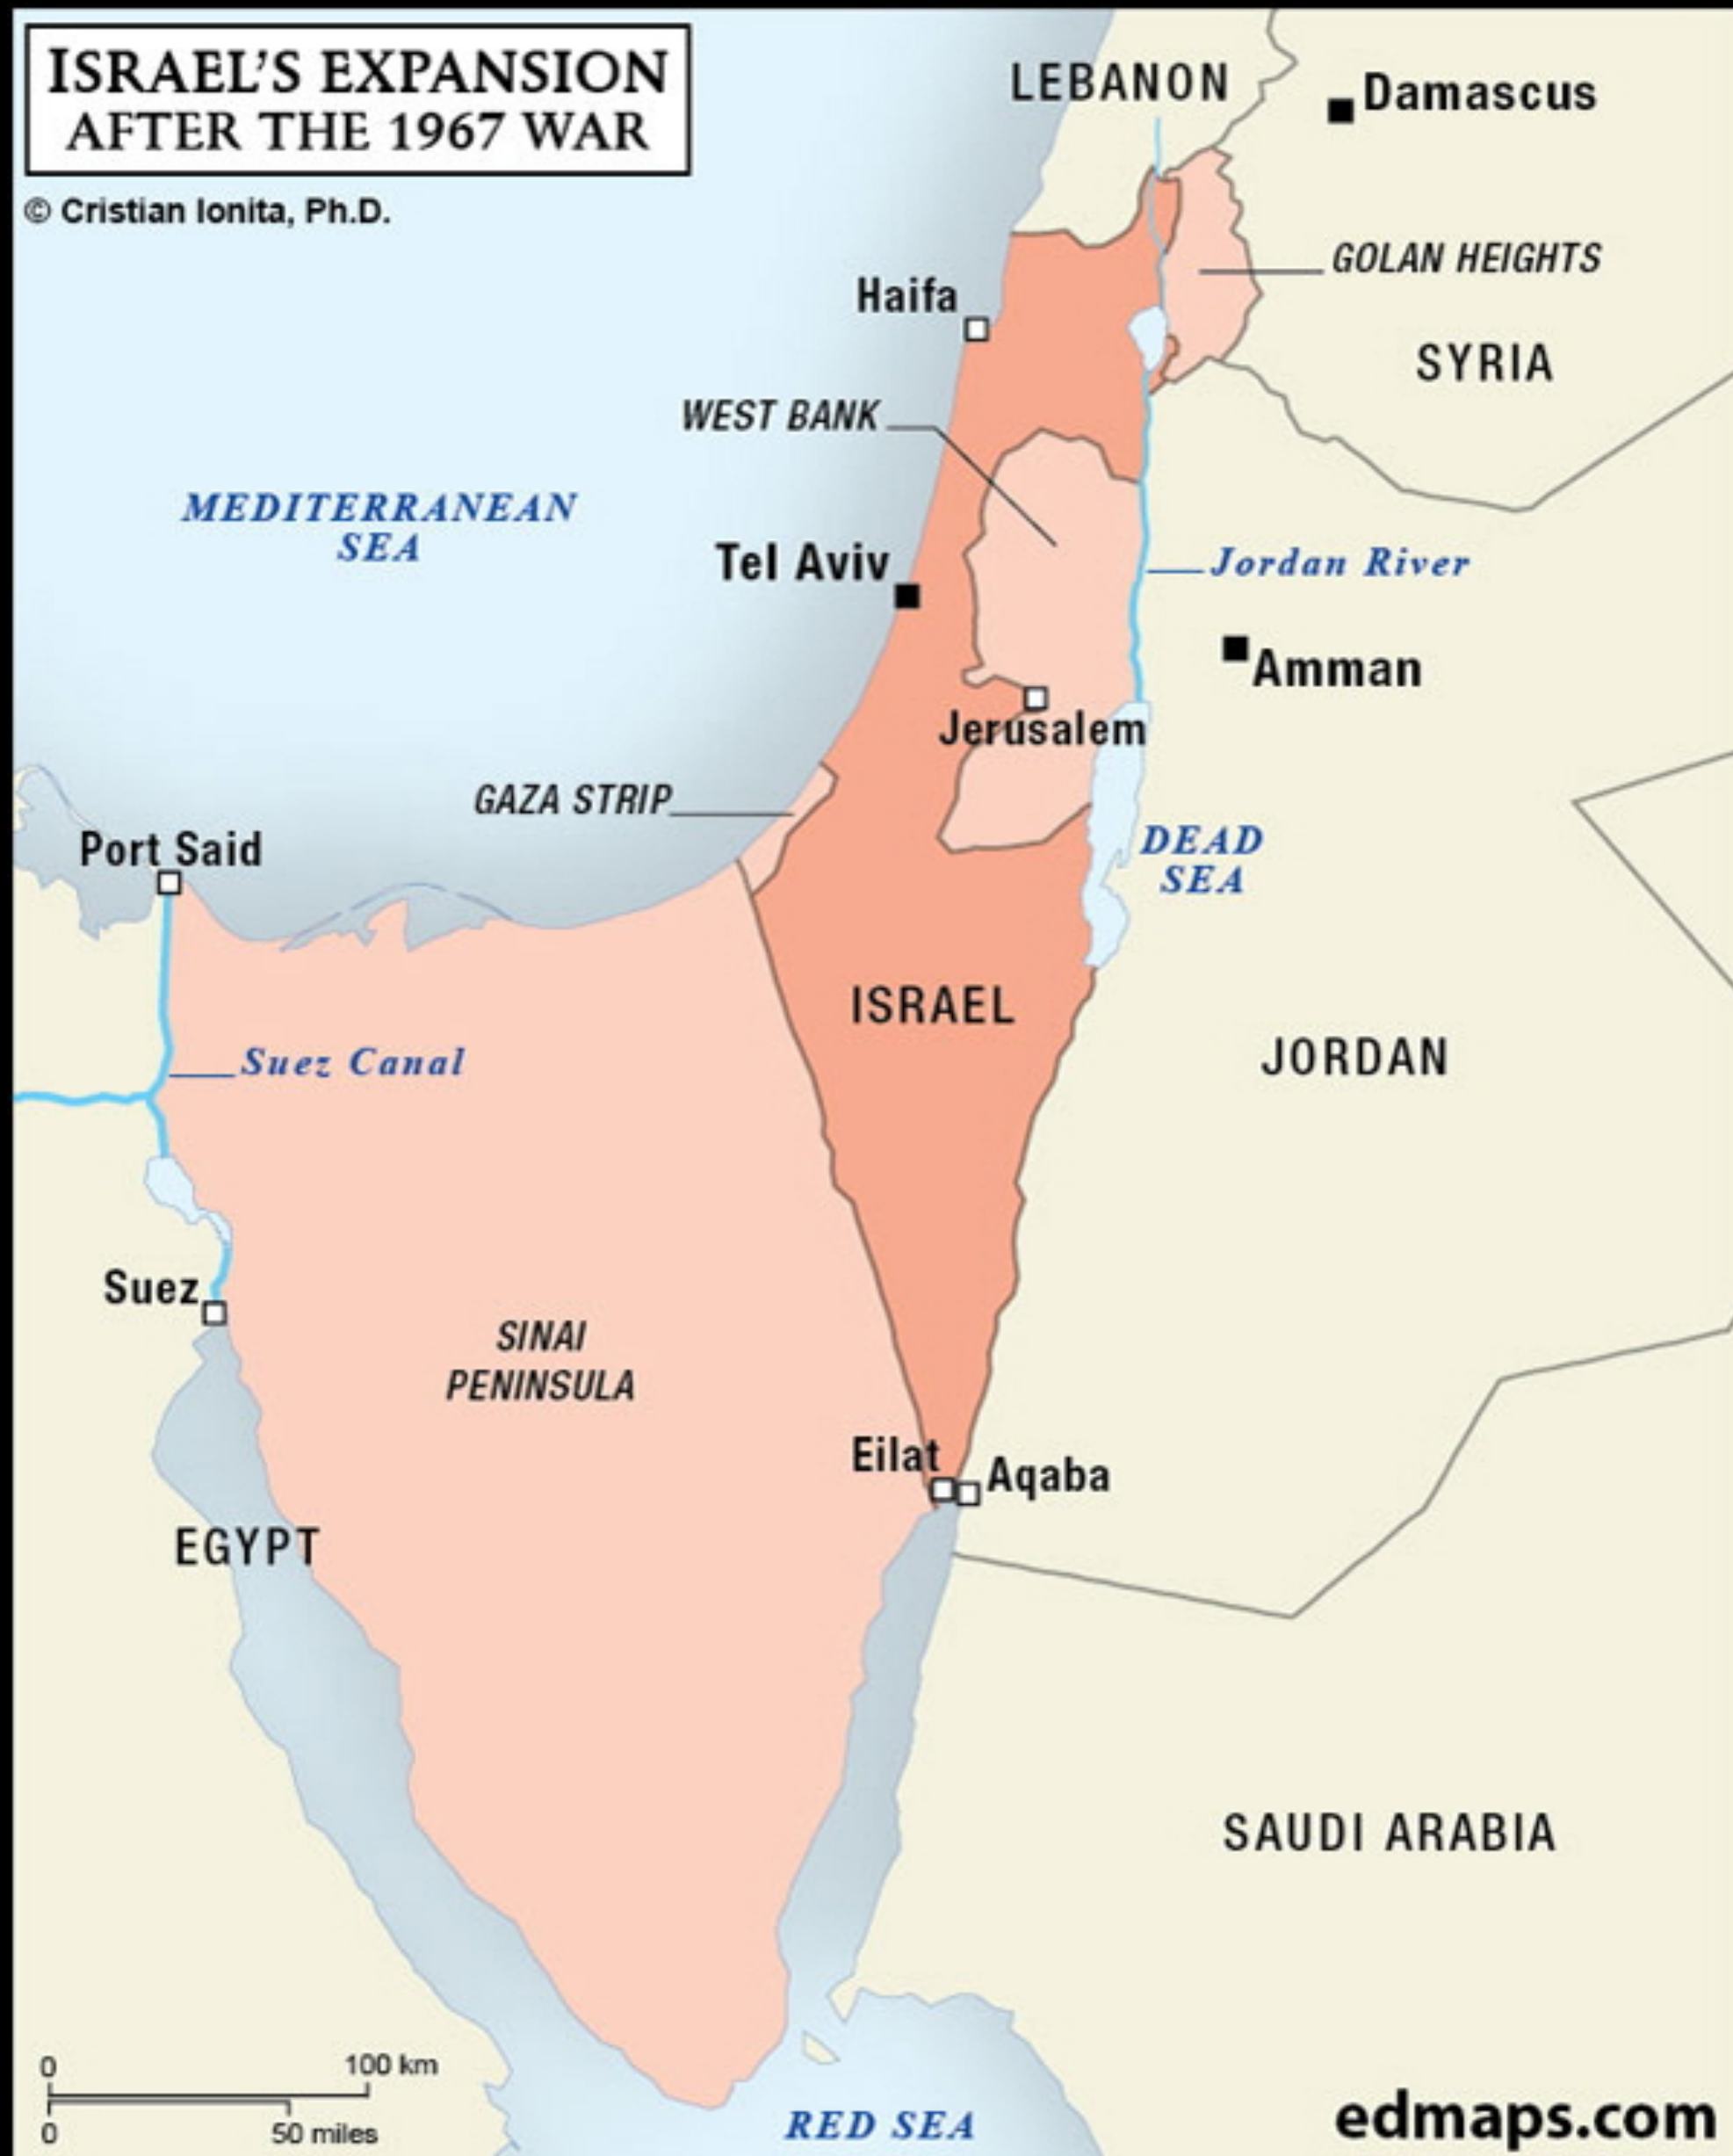 ISRAEL'S EXPANSION
AFTER THE 1967 WAR
© Cristian Ionita, Ph.D.
LEBANON
Damascus
GOLAN HEIGHTS
Haifa
SYRIA
WEST BANK
MEDITERRANEAN
SEA
Tel Aviv
Jordan River
Amman
Jerusalem
GAZA STRIP
Port Said
DEAD
SEA
ISRAEL
Suez Canal
JORDAN
Suez
SINAI
PENINSULA
Eilat
Aqaba
EGYPT
SAUDI ARABIA
0 100 km
0 50 miles
RED SEA
edmaps.com